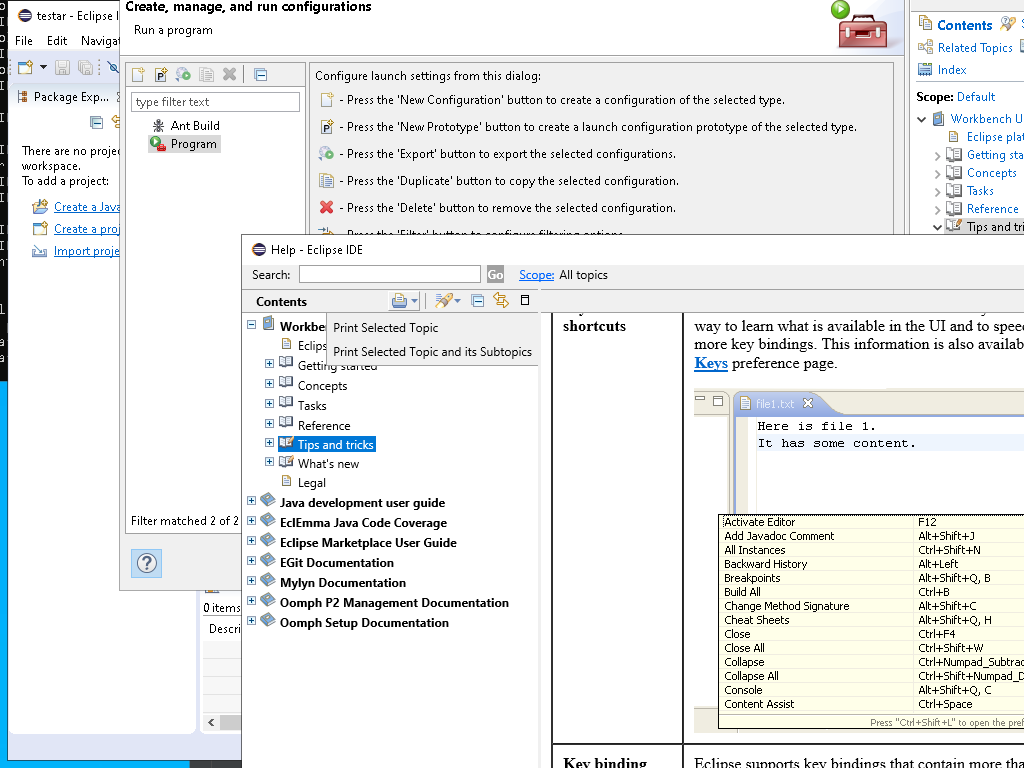 testar - Eclipse I
File Edit Naviga
Package Exp...
There are no proje
workspace.
To add a project:
Create a Java
Create a proj
Import proje
0 items
Descri
Create, manage, and run configurations
Run a program
type filter text
Ant Build
Program
Filter matched 2 of 2
Configure launch settings from this dialog:
- Press the 'New Configuration' button to create a configuration of the selected type.
- Press the 'New Prototype' button to create a launch configuration prototype of the selected type.
- Press the 'Export' button to export the selected configurations.
- Press the 'Duplicate' button to copy the selected configuration.
- Press the 'Delete' button to remove the selected configuration.
- Press the 'Filter' button to configure filtering options.
Contents
Related Topics
Index
Scope: Default
Workbench U
Eclipse plat
Getting sta
Concepts
Tasks
Reference
Tips and tri
Help - Eclipse IDE
Search: Go Scope: All topics
Contents
Print Selected Topic
Print Selected Topic and its Subtopics
Workbe
Eclips
Getting started
Concepts
Tasks
Reference
Tips and tricks
What's new
Legal
Java development user guide
EclEmma Java Code Coverage
Eclipse Marketplace User Guide
EGit Documentation
Mylyn Documentation
Oomph P2 Management Documentation
Oomph Setup Documentation
shortcuts
way to learn what is available in the UI and to spee
more key bindings. This information is also availab
Keys preference page.
file1.txt
Here is file 1.
It has some content.
Activate Editor F12
Add Javadoc Comment Alt+Shift+J
All Instances Ctrl+Shift+N
Backward History Alt+Left
Breakpoints Alt+Shift+Q, B
Build All Ctrl+B
Change Method Signature Alt+Shift+C
Cheat Sheets Alt+Shift+Q, H
Close Ctrl+F4
Close All Ctrl+Shift+W
Collapse Ctrl+Numpad_Subtrac
Collapse All Ctrl+Shift+Numpad_D
Console Alt+Shift+Q, C
Content Assist Ctrl+Space
Press "Ctrl+Shift+L" to open the pref
Key binding
Eclipse supports key bindings that contain more tha